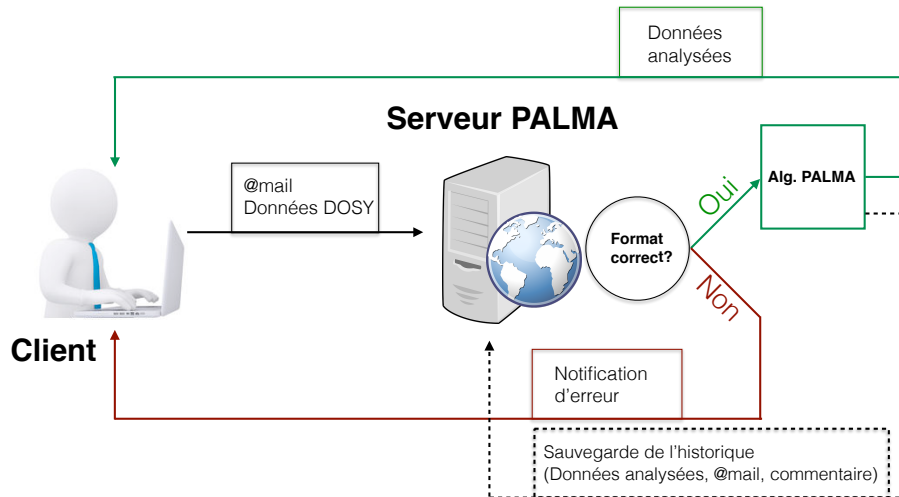 Données
analysées
Serveur PALMA
@mail
Données DOSY
Format
correct?
Oui
Alg. PALMA
Non
Client
Notification
d’erreur
Sauvegarde de l’historique
(Données analysées, @mail, commentaire)